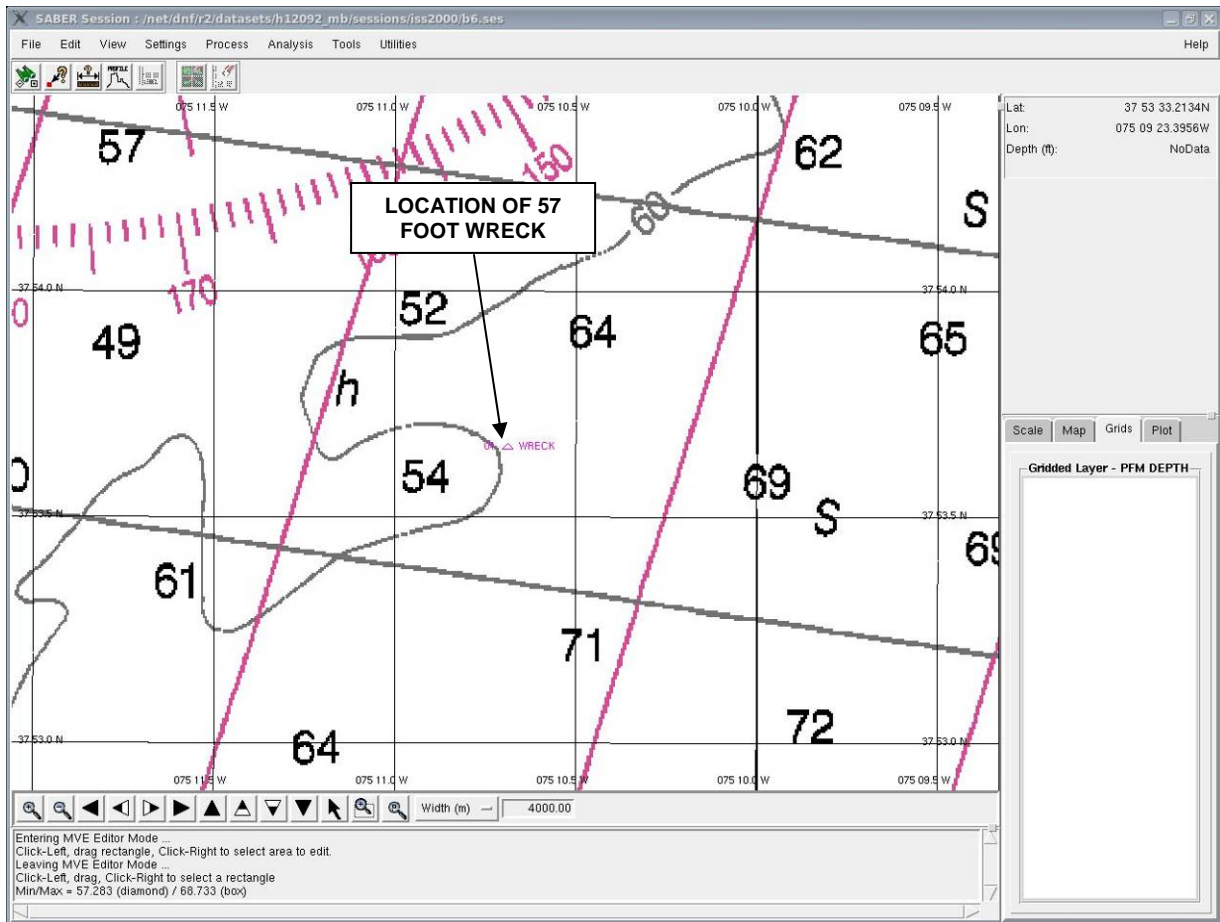 SABER Session : /net/dnf/r2/datasets/h12092_mb/sessions/iss2000/b6.ses
File Edit View Settings Process Analysis Tools Utilities Help
PROFILE
075 11.5 W 075 11.0 W 075 10.5 W 075 10.0 W 075 09.5 W
Lat: 37 53 33.2134N
Lon: 075 09 23.3956W
Depth (ft): NoData
57
150
62
LOCATION OF 57
FOOT WRECK
60
S
37 54.0 N 37 54.0 N
170
0
52
49
64
65
h
WRECK
Scale Map Grids Plot
Gridded Layer - PFM DEPTH
54
69
S
37 53.5 N 37 53.5 N
61
69
71
72
64
37 53.0 N 37 53.0 N
075 11.5 W 075 11.0 W 075 10.5 W 075 10.0 W 075 09.5 W
Width (m) 4000.00
Entering MVE Editor Mode ...
Click-Left, drag rectangle, Click-Right to select area to edit.
Leaving MVE Editor Mode ...
Click-Left, drag, Click-Right to select a rectangle
Min/Max = 57.283 (diamond) / 68.733 (box)